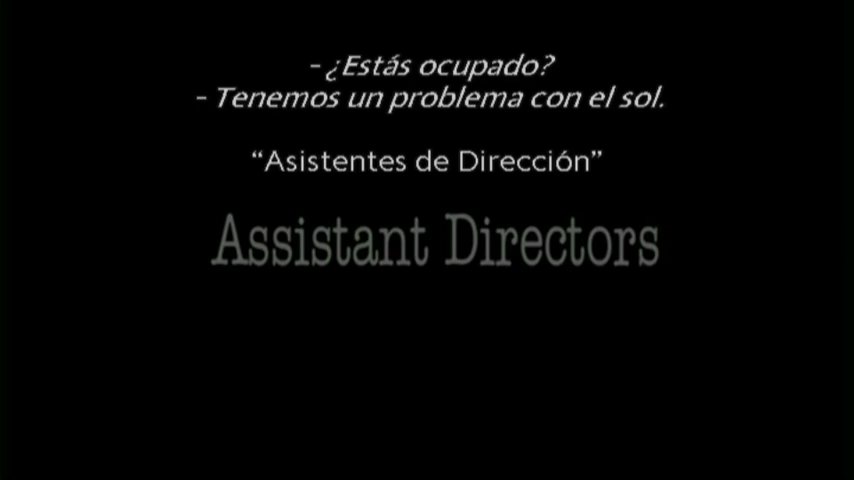 - ¿Estás ocupado?
- Tenemos un problema con el sol.
“Asistentes de Dirección”
Assistant Directors